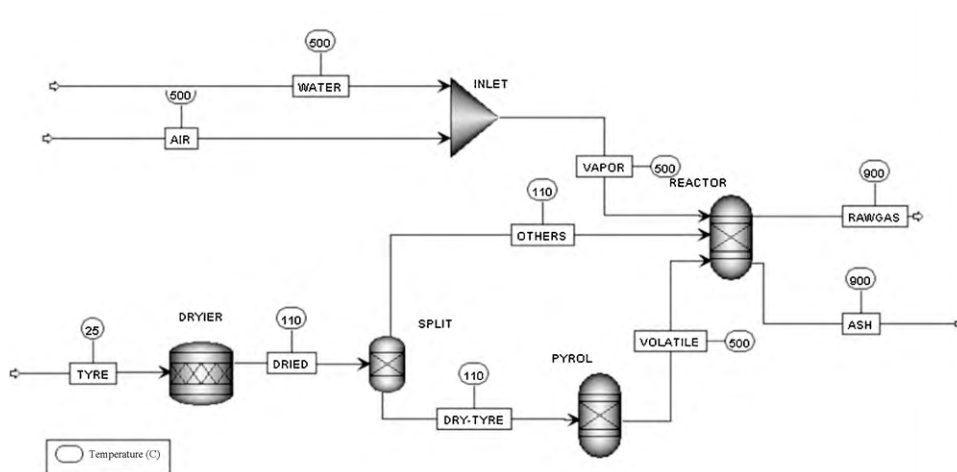 500
WATER
INLET
500
AIR
VAPOR
500
REACTOR
900
RAWGAS
110
OTHERS
900
ASH
DRYIER
SPLIT
25
TYRE
110
DRIED
VOLATILE
500
PYROL
110
DRY-TYRE
Temperature (C)